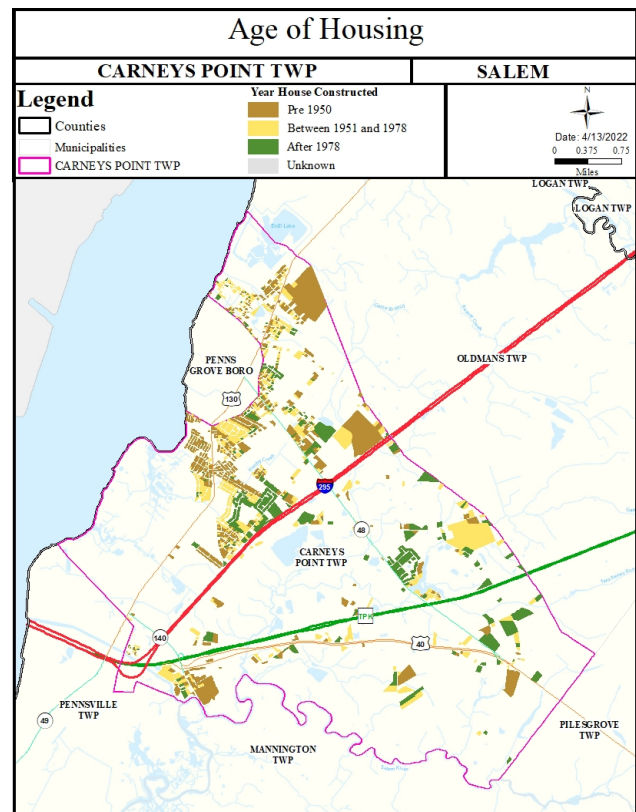 Age of Housing
CARNEYS POINT TWP
SALEM
Legend
Counties
Municipalities
CARNEYS POINT TWP
Year House Constructed
Pre 1950
Between 1951 and 1978
After 1978
Unknown
N
Date: 4/13/2022
0 0.375 0.75
Miles
LOGAN TWP
LOGAN TWP
OLDMANS TWP
PENNS
GROVE BORO
130
295
48
CARNEYS
POINT TWP
TPK
140
40
49
PENNSVILLE
TWP
MANNINGTON
TWP
PILESGROVE
TWP